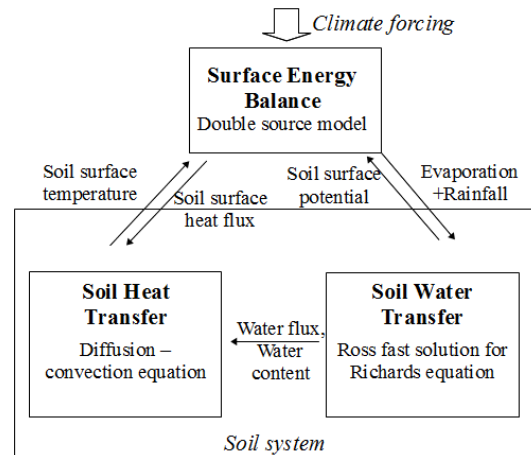 Climate forcing
Surface Energy
Balance
Double source model
Soil surface
temperature
Soil surface
heat flux
Soil surface
potential
Evaporation
+Rainfall
Soil Heat
Transfer
Diffusion –
convection equation
Water flux,
Water
content
Soil Water
Transfer
Ross fast solution for
Richards equation
Soil system